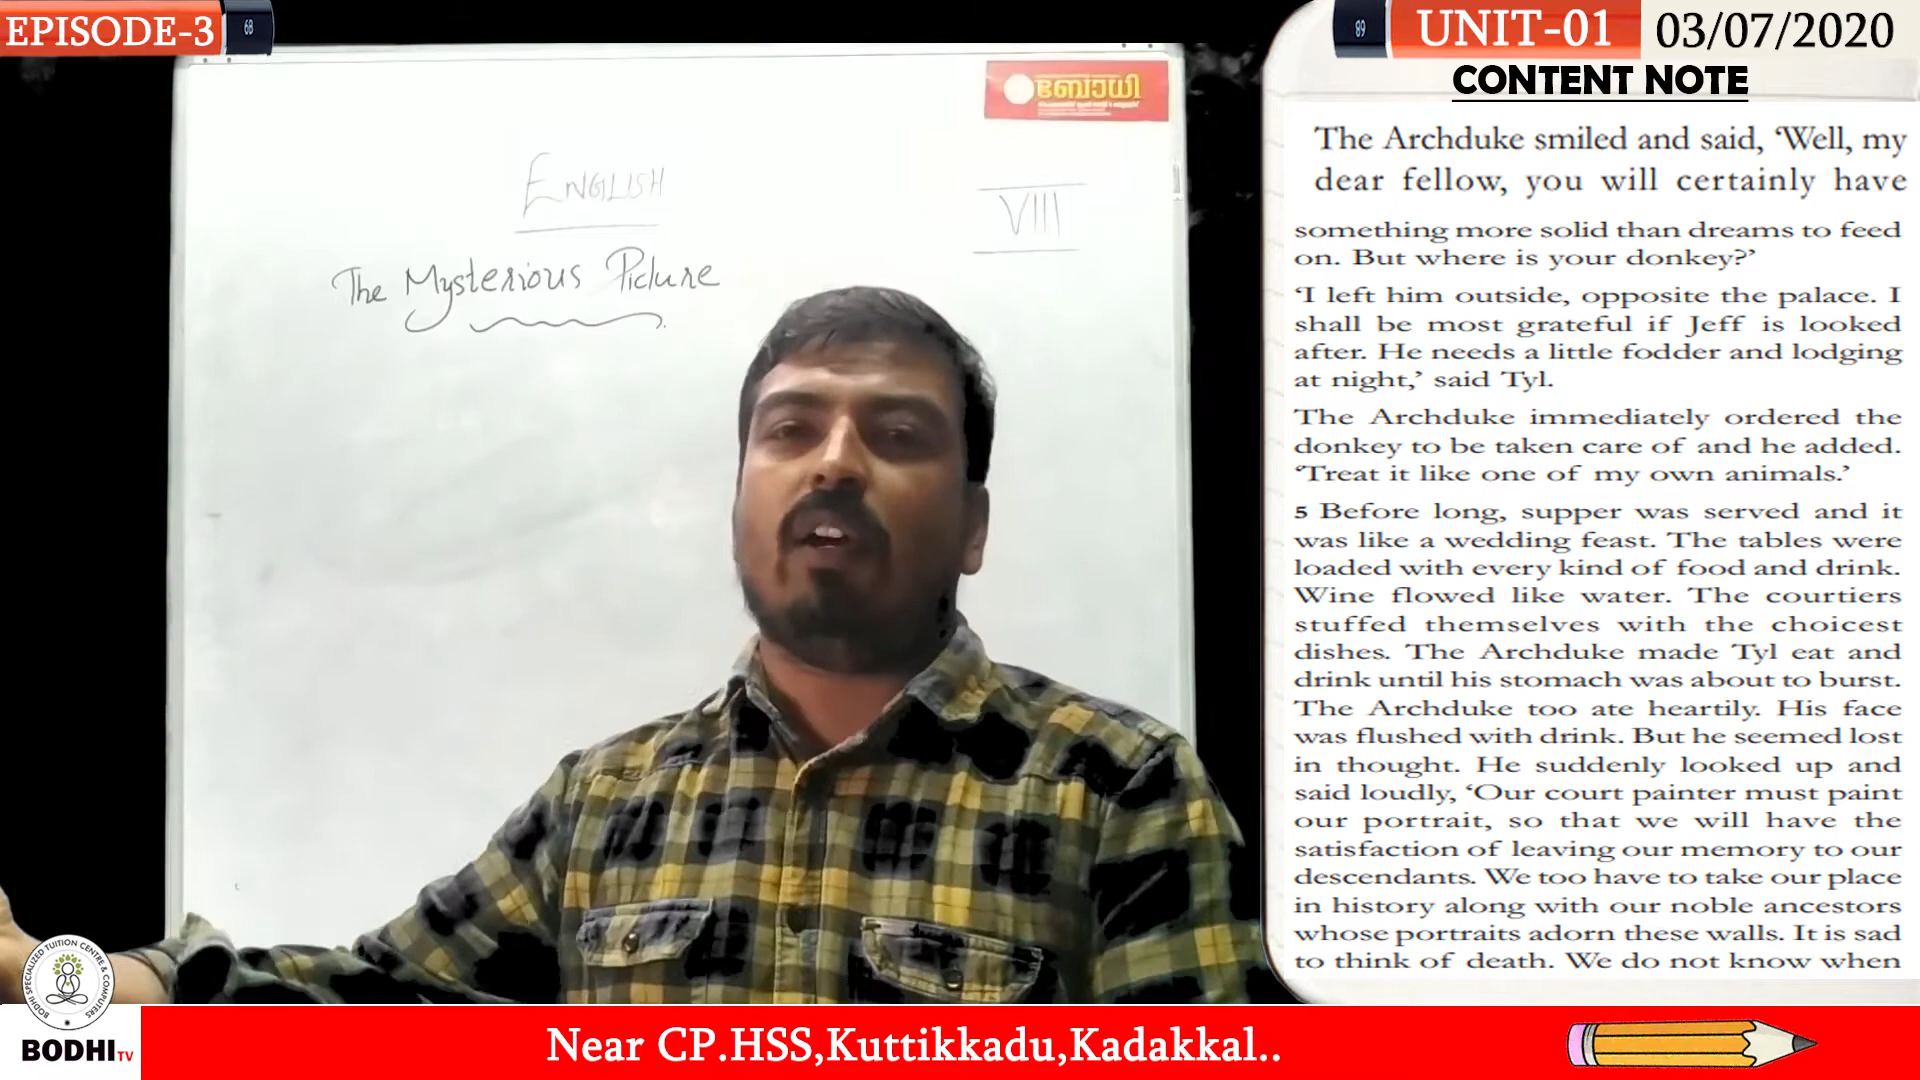 EPISODE-3
68
89
UNIT-01
03/07/2020
CONTENT NOTE
ബോധി
ENGLISH
VIII
The Mysterious Picture
The Archduke smiled and said, ‘Well, my
dear fellow, you will certainly have
something more solid than dreams to feed
on. But where is your donkey?’
‘I left him outside, opposite the palace. I
shall be most grateful if Jeff is looked
after. He needs a little fodder and lodging
at night,’ said Tyl.
The Archduke immediately ordered the
donkey to be taken care of and he added.
‘Treat it like one of my own animals.’
5 Before long, supper was served and it
was like a wedding feast. The tables were
loaded with every kind of food and drink.
Wine flowed like water. The courtiers
stuffed themselves with the choicest
dishes. The Archduke made Tyl eat and
drink until his stomach was about to burst.
The Archduke too ate heartily. His face
was flushed with drink. But he seemed lost
in thought. He suddenly looked up and
said loudly, ‘Our court painter must paint
our portrait, so that we will have the
satisfaction of leaving our memory to our
descendants. We too have to take our place
in history along with our noble ancestors
whose portraits adorn these walls. It is sad
to think of death. We do not know when
BODHI SPECIALIZED TUITION CENTRE & COMPUTERS
BODHI TV
Near CP.HSS,Kuttikkadu,Kadakkal..